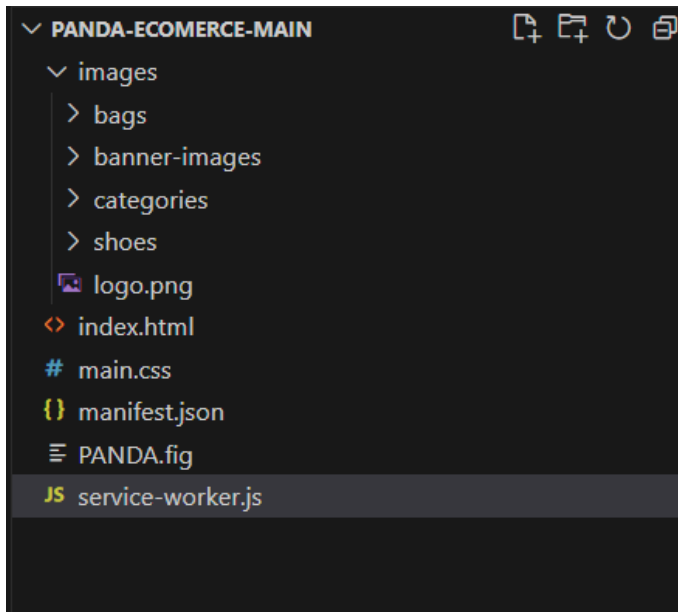 PANDA-ECOMERCE-MAIN
images
bags
banner-images
categories
shoes
logo.png
index.html
# main.css
{} manifest.json
PANDA.fig
JS service-worker.js